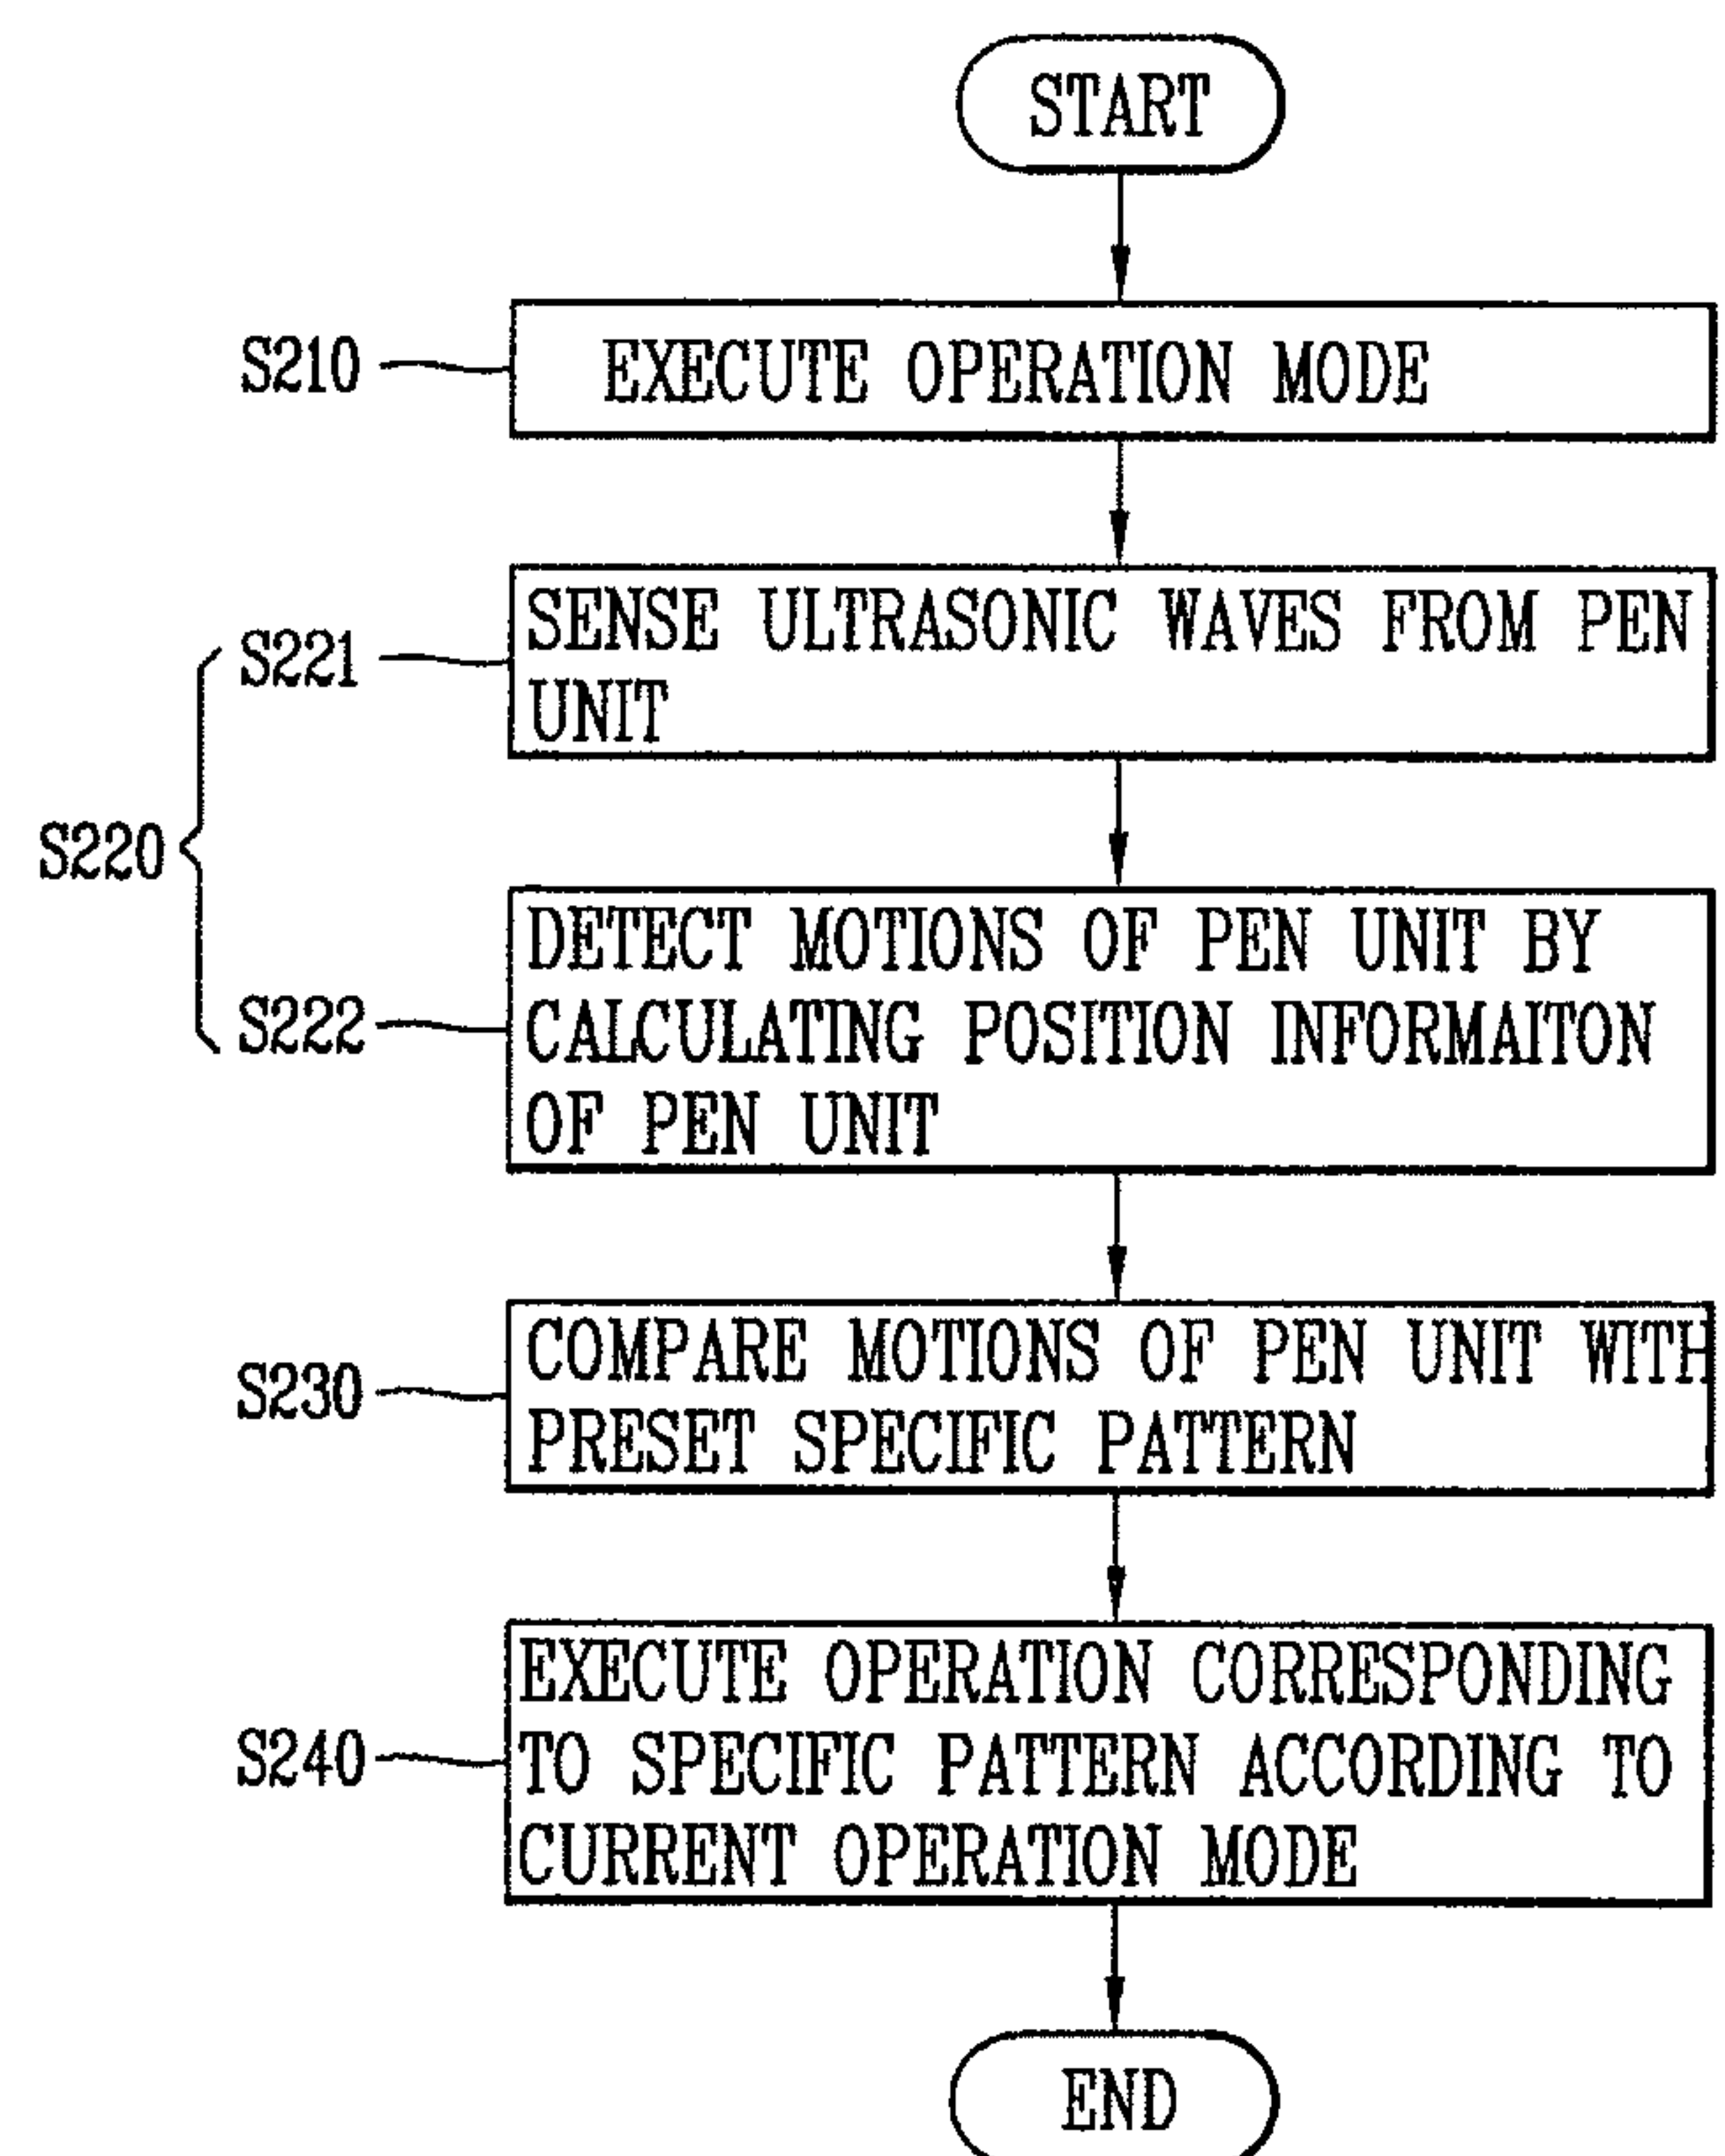 START
S210
EXECUTE OPERATION MODE
S220
S221
SENSE ULTRASONIC WAVES FROM PEN
UNIT
S222
DETECT MOTIONS OF PEN UNIT BY
CALCULATING POSITION INFORMAITON
OF PEN UNIT
S230
COMPARE MOTIONS OF PEN UNIT WITH
PRESET SPECIFIC PATTERN
S240
EXECUTE OPERATION CORRESPONDING
TO SPECIFIC PATTERN ACCORDING TO
CURRENT OPERATION MODE
END